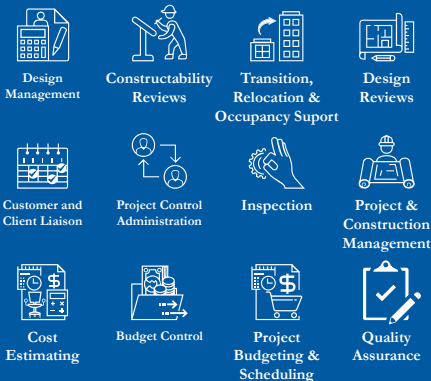 Design
Management
Constructability
Reviews
Transition,
Relocation &
Occupancy Suport
Design
Reviews
Customer and
Client Liaison
Project Control
Administration
Inspection
Project &
Construction
Management
$
Cost
Estimating
Budget Control
$
Project
Budgeting &
Scheduling
Quality
Assurance